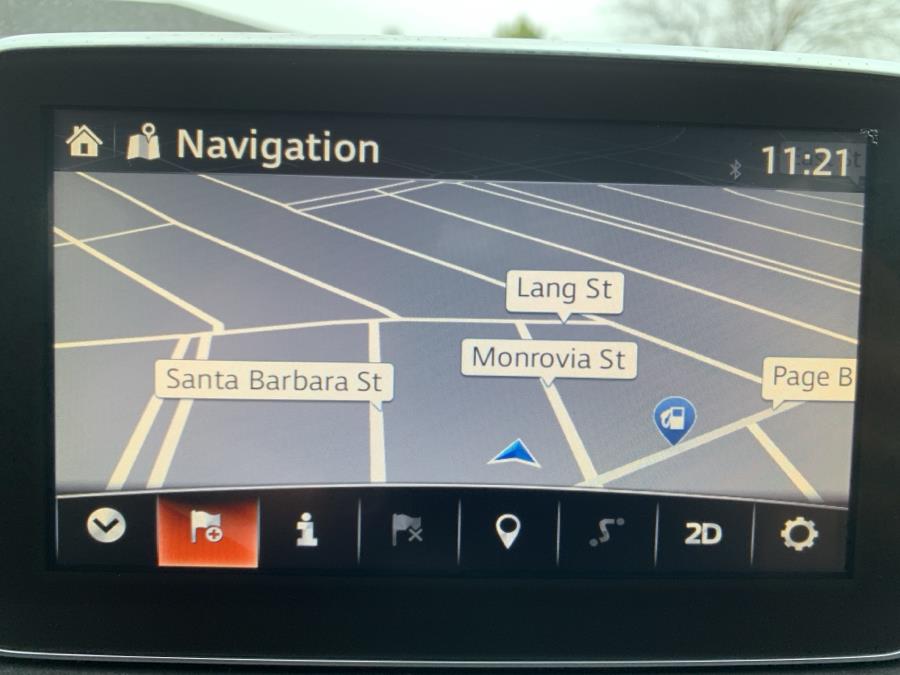 Navigation
11:21
Lang St
Monrovia St
Santa Barbara St
Page B
2D